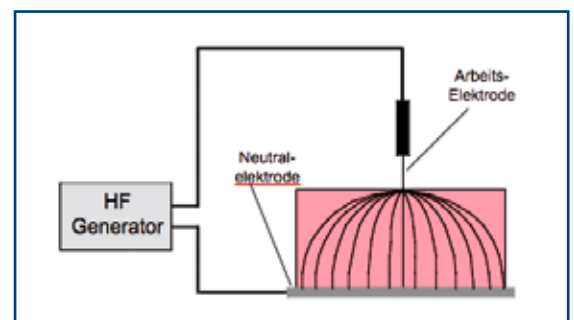 Arbeits-
Elektrode
Neutral-
elektrode
HF
Generator